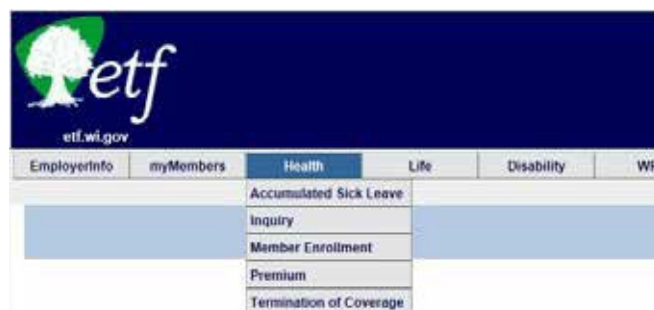 etf
etf.wi.gov
EmployerInfo myMembers Health Life Disability
Accumulated Sick Leave
Inquiry
Member Enrollment
Premium
Termination of Coverage